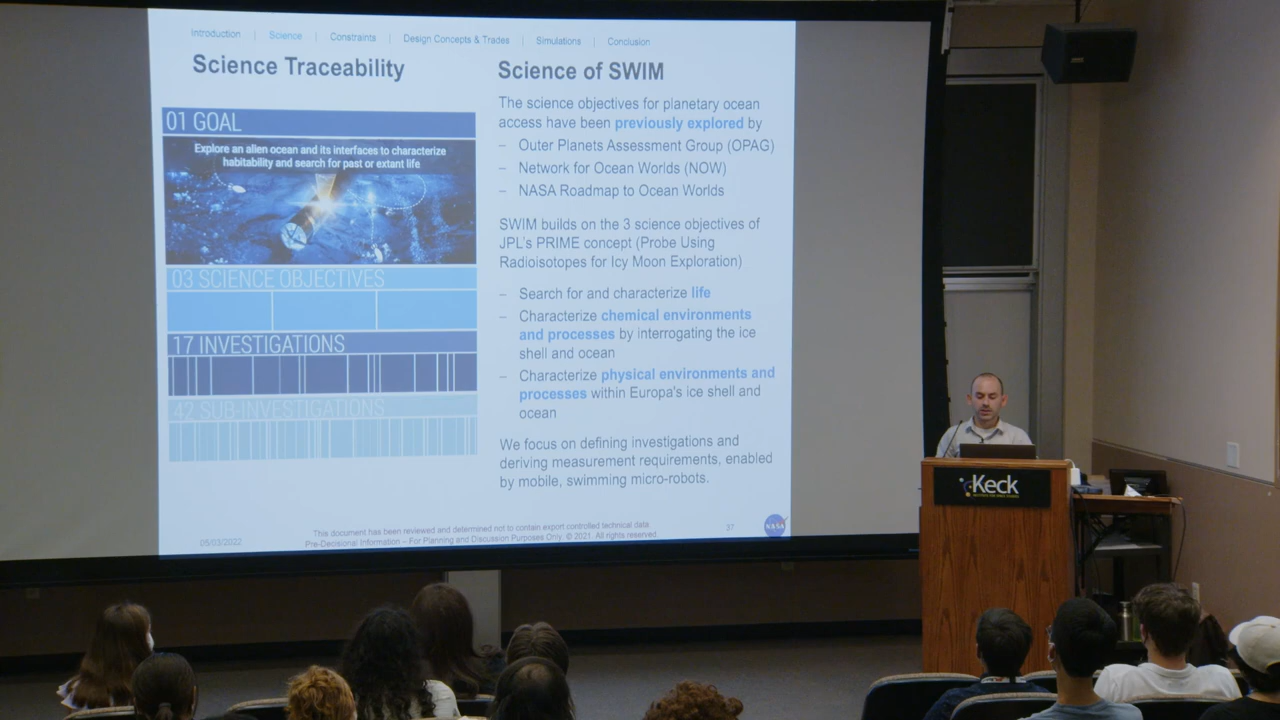 Introduction | Science | Constraints | Design Concepts & Trades | Simulations | Conclusion
Science Traceability
01 GOAL
Explore an alien ocean and its interfaces to characterize
habitability and search for past or extant life
03 SCIENCE OBJECTIVES
17 INVESTIGATIONS
42 SUB-INVESTIGATIONS
Science of SWIM
The science objectives for planetary ocean
access have been previously explored by
– Outer Planets Assessment Group (OPAG)
– Network for Ocean Worlds (NOW)
– NASA Roadmap to Ocean Worlds
SWIM builds on the 3 science objectives of
JPL's PRIME concept (Probe Using
Radioisotopes for Icy Moon Exploration)
– Search for and characterize life
– Characterize chemical environments
and processes by interrogating the ice
shell and ocean
– Characterize physical environments and
processes within Europa's ice shell and
ocean
We focus on defining investigations and
deriving measurement requirements, enabled
by mobile, swimming micro-robots.
05/03/2022
This document has been reviewed and determined not to contain export controlled technical data.
Pre-Decisional Information – For Planning and Discussion Purposes Only. © 2021. All rights reserved.
37
NASA
Keck